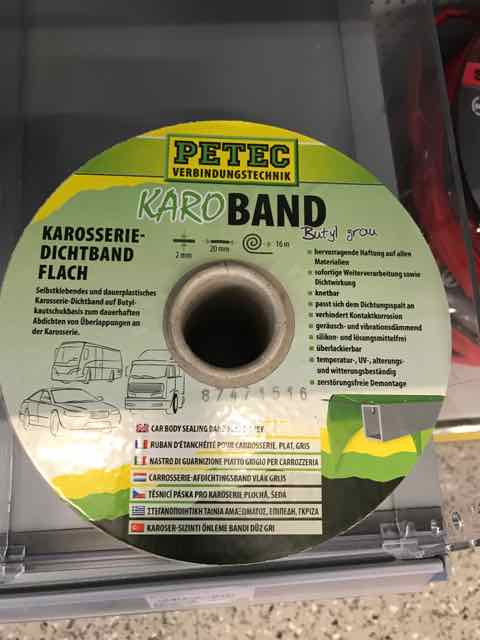 PETEC
VERBINDUNGSTECHNIK
KAROBAND
Butyl grau
KAROSSERIE-
DICHTBAND
FLACH
2 mm
20 mm
16 m
Selbstklebendes und dauerplastisches
Karosserie-Dichtband auf Butyl-
kautschukbasis zum dauerhaften
Abdichten von Überlappungen an
der Karosserie.
hervorragende Haftung auf allen
Materialien
sofortige Weiterverarbeitung sowie
Dichtwirkung
knetbar
passt sich dem Dichtungsspalt an
verhindert Kontaktkorrosion
geräusch- und vibrationsdämmend
silikon- und lösungsmittelfrei
überlackierbar
temperatur-, UV-, alterungs-
und witterungsbeständig
zerstörungsfreie Demontage
87471516
CAR BODY SEALING BAND
RUBAN D'ÉTANCHÉITÉ POUR CARROSSERIE, PLAT, GRIS
NASTRO DI GUARNIZIONE PIATTO GRIGIO PER CARROZZERIA
CARROSSERIE-AFDICHTINGSBAND VLAK GRIJS
TĚSNICÍ PÁSKA PRO KAROSERIE PLOCHÁ, ŠEDÁ
ΣΤΕΓΑΝΟΠΟΙΗΤΙΚΗ ΤΑΙΝΙΑ ΑΜΑΞΩΜΑΤΟΣ, ΕΠΙΠΕΔΗ, ΓΚΡΙΖΑ
KAROSER-SIZINTI ÖNLEME BANDI DÜZ GRI